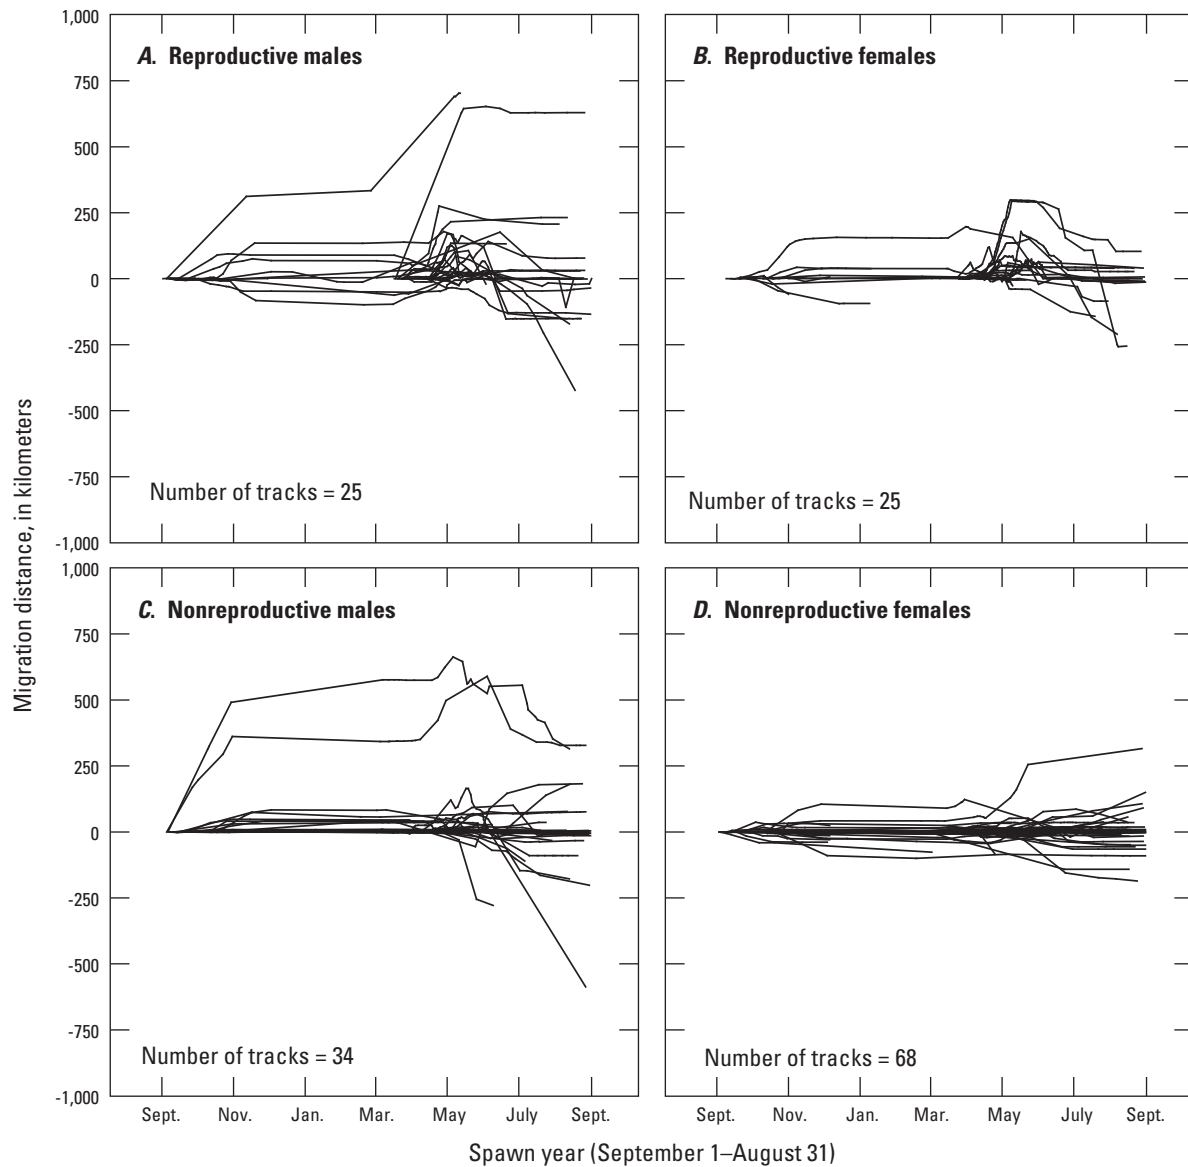 1,000
750
500
250
0
-250
-500
-750
-1,000
A. Reproductive males
Number of tracks = 25
B. Reproductive females
Number of tracks = 25
1,000
750
500
250
0
-250
-500
-750
-1,000
C. Nonreproductive males
Number of tracks = 34
D. Nonreproductive females
Number of tracks = 68
Migration distance, in kilometers
Sept. Nov. Jan. Mar. May July Sept.
Sept. Nov. Jan. Mar. May July Sept.
Spawn year (September 1–August 31)